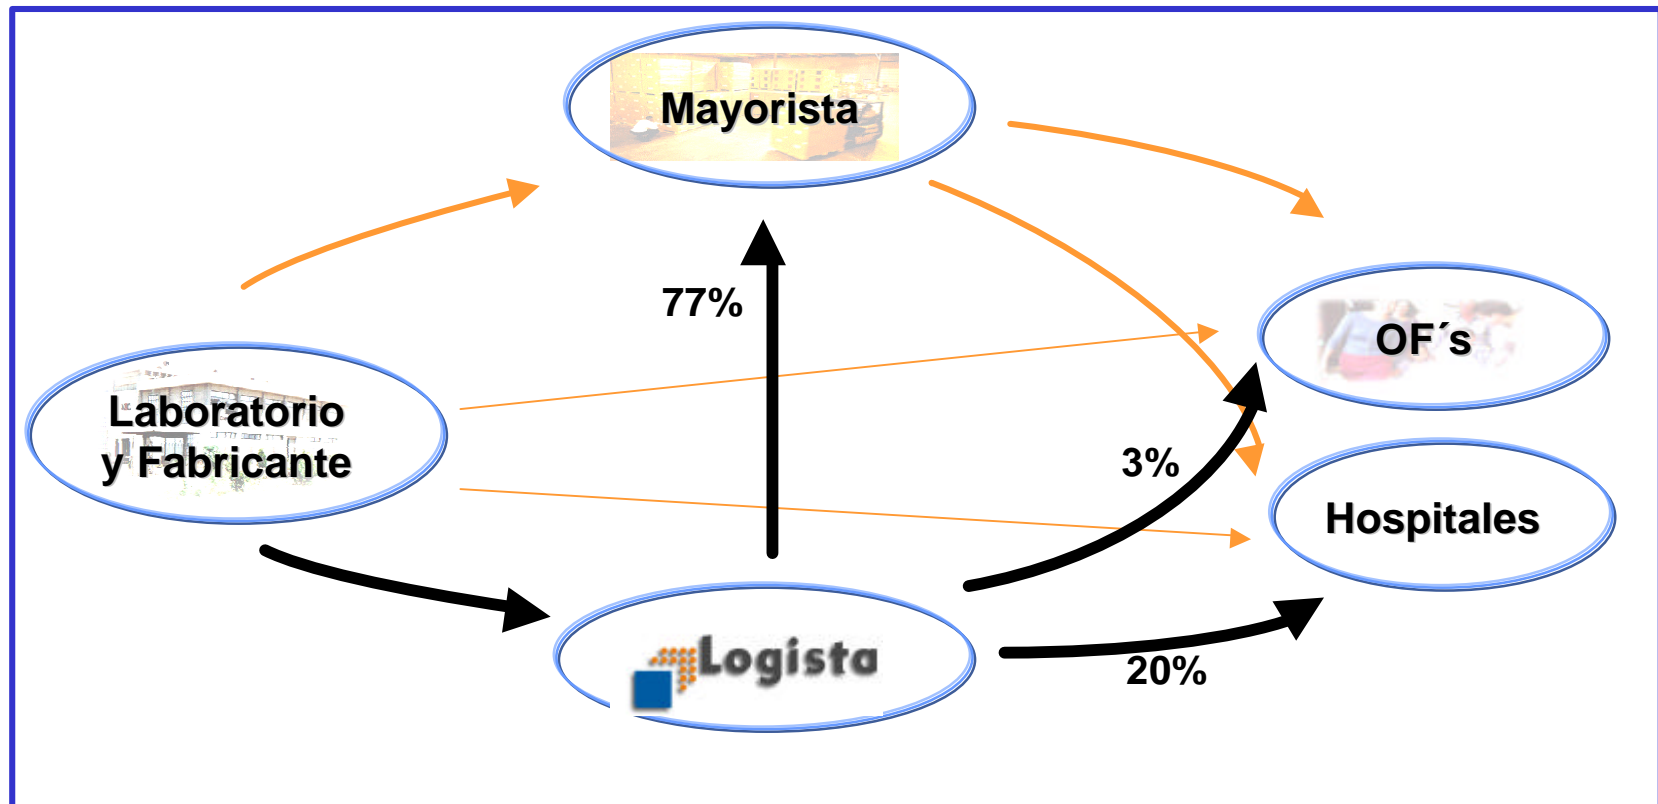 Mayorista
77%
OF´s
Laboratorio
y Fabricante
3%
Hospitales
Logista
20%